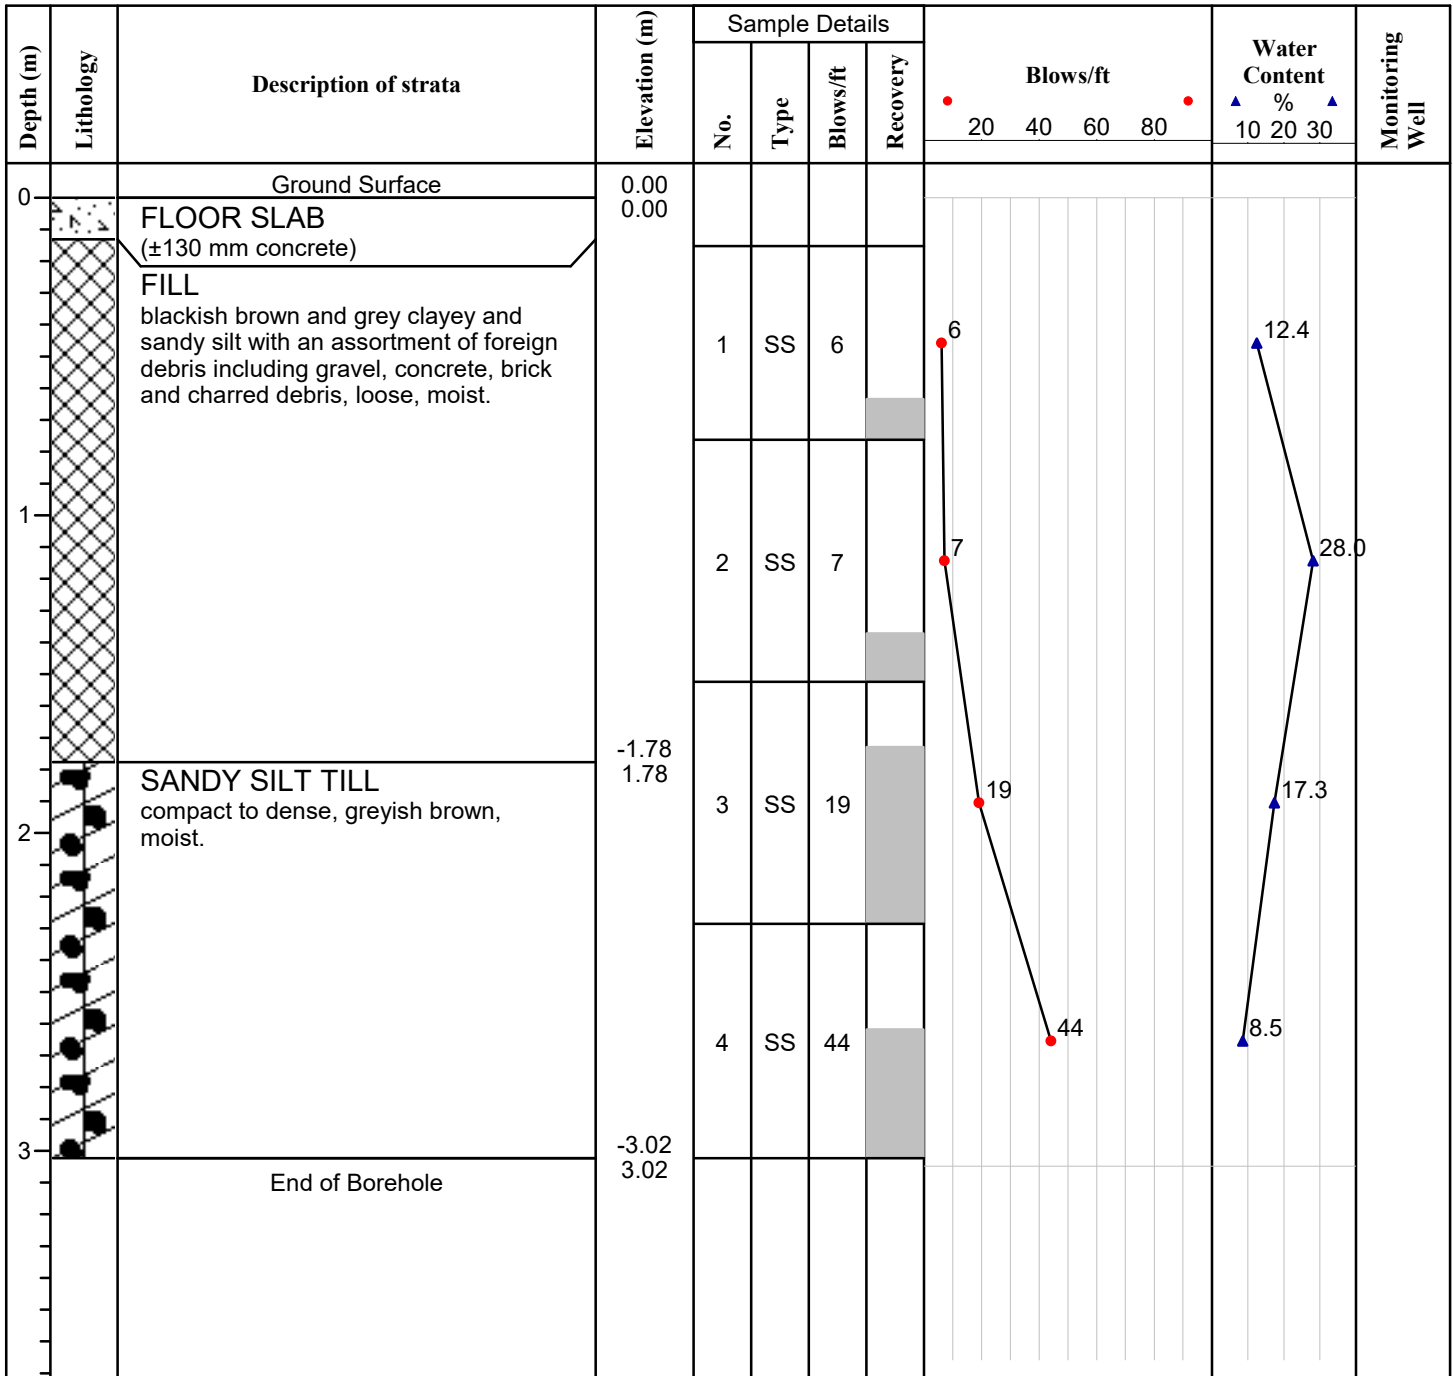 Depth (m)
Lithology
Description of strata
Elevation (m)
Sample Details
No.
Type
Blows/ft
Recovery
Blows/ft
20 40 60 80
Water
Content
%
10 20 30
Monitoring
Well
Ground Surface
0.00
0.00
0
FLOOR SLAB
(±130 mm concrete)
FILL
blackish brown and grey clayey and
sandy silt with an assortment of foreign
debris including gravel, concrete, brick
and charred debris, loose, moist.
1 SS 6
6
12.4
1
2 SS 7
7
28.0
-1.78
1.78
SANDY SILT TILL
compact to dense, greyish brown,
moist.
3 SS 19
19
17.3
2
4 SS 44
44
8.5
3
-3.02
3.02
End of Borehole